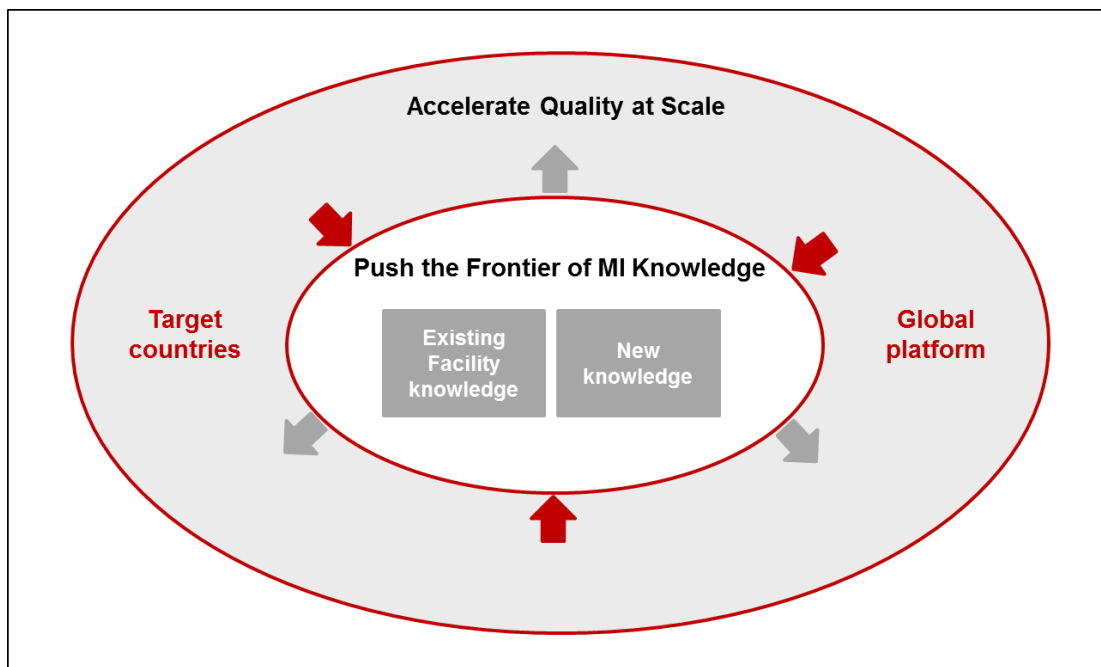 Accelerate Quality at Scale
Push the Frontier of MI Knowledge
Target
countries
Existing
Facility
knowledge
New
knowledge
Global
platform